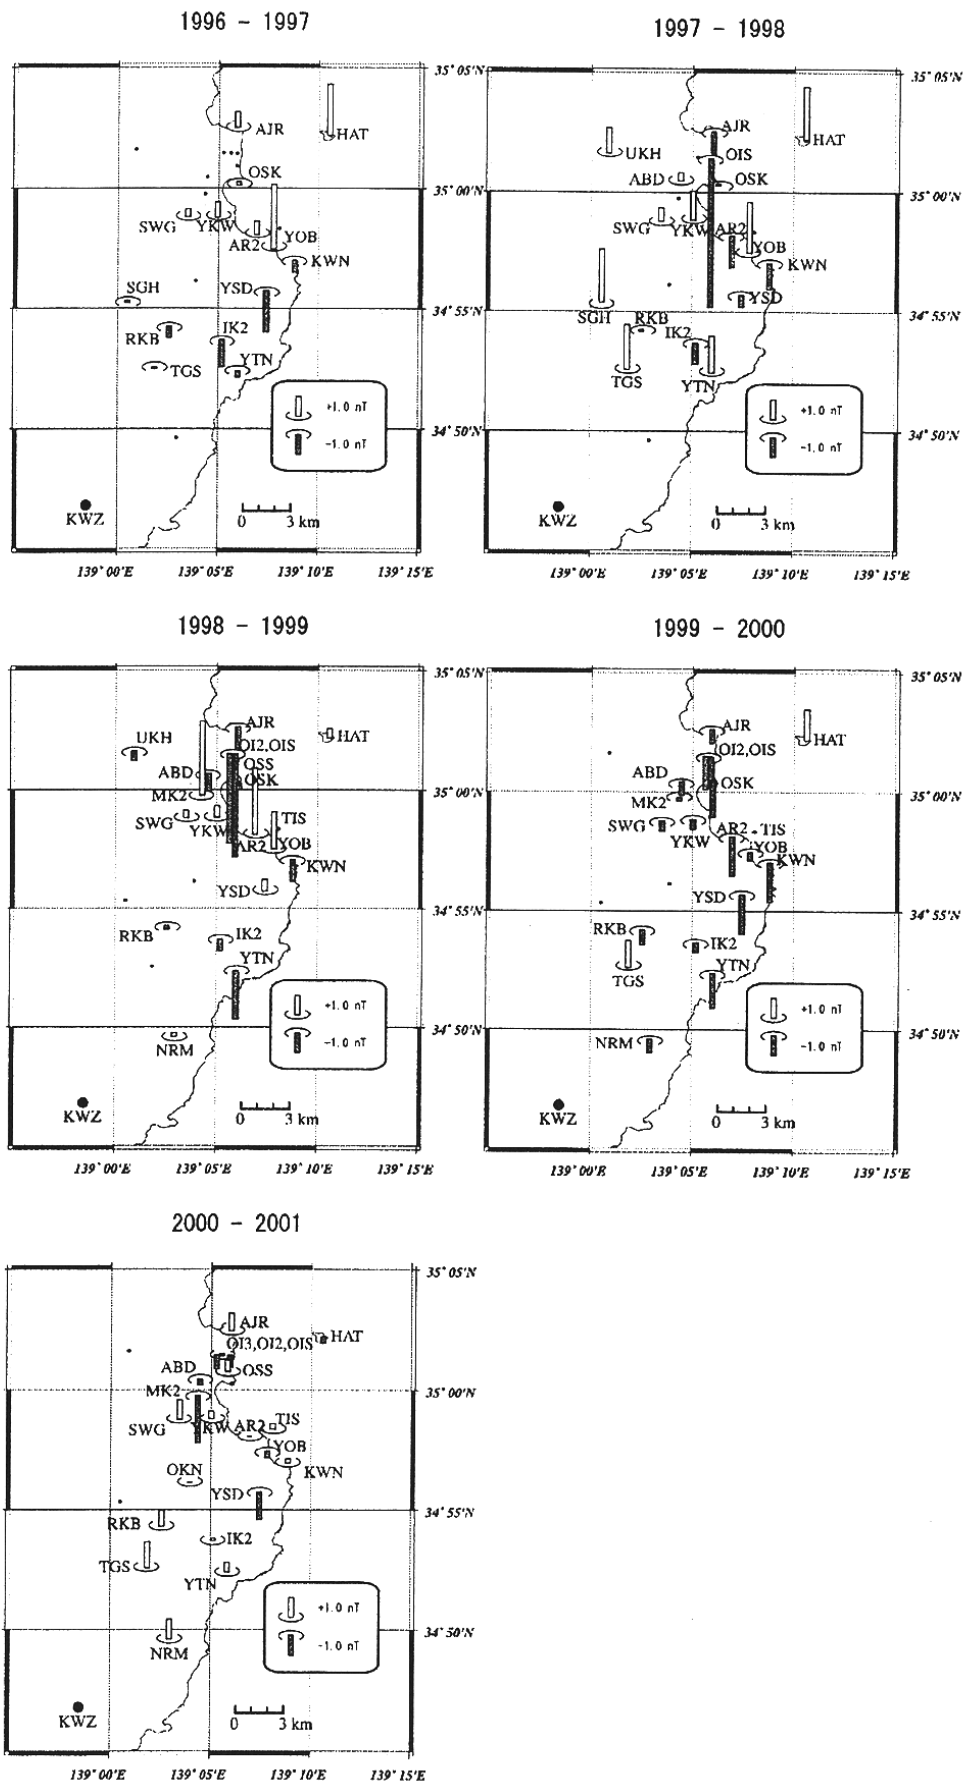 1996 - 1997
35° 05'N
AJR
HAT
OSK
35° 00'N
SWG
YKW
AR2
YOB
KWN
YSD
SGH
34° 55'N
RKB
IK2
YTN
TGS
+1.0 nT
34° 50'N
-1.0 nT
KWZ
0 3 km
139° 00'E 139° 05'E 139° 10'E 139° 15'E
1997 - 1998
35° 05'N
AJR
HAT
UKH
OIS
ABD
OSK
35° 00'N
SWG
YKW
AR2
YOB
KWN
YSD
SGH
RKB
34° 55'N
IK2
TGS
YTN
+1.0 nT
34° 50'N
-1.0 nT
KWZ
0 3 km
139° 00'E 139° 05'E 139° 10'E 139° 15'E
1998 - 1999
35° 05'N
AJR
UKH
HAT
OI2,OIS
OSS
ABD
OSK
MK2
35° 00'N
SWG
YKW
TIS
AR2
YOB
KWN
YSD
34° 55'N
RKB
IK2
YTN
+1.0 nT
34° 50'N
NRM
-1.0 nT
KWZ
0 3 km
139° 00'E 139° 05'E 139° 10'E 139° 15'E
1999 - 2000
35° 05'N
AJR
HAT
OI2,OIS
ABD
OSK
MK2
35° 00'N
SWG
YKW
AR2
TIS
YOB
KWN
YSD
34° 55'N
RKB
IK2
YTN
TGS
+1.0 nT
34° 50'N
NRM
-1.0 nT
KWZ
0 3 km
139° 00'E 139° 05'E 139° 10'E 139° 15'E
2000 - 2001
35° 05'N
AJR
HAT
OI3,OI2,OIS
ABD
OSS
MK2
35° 00'N
SWG
YKW
AR2
TIS
YOB
KWN
OKN
YSD
34° 55'N
RKB
IK2
TGS
YTN
+1.0 nT
34° 50'N
NRM
-1.0 nT
KWZ
0 3 km
139° 00'E 139° 05'E 139° 10'E 139° 15'E